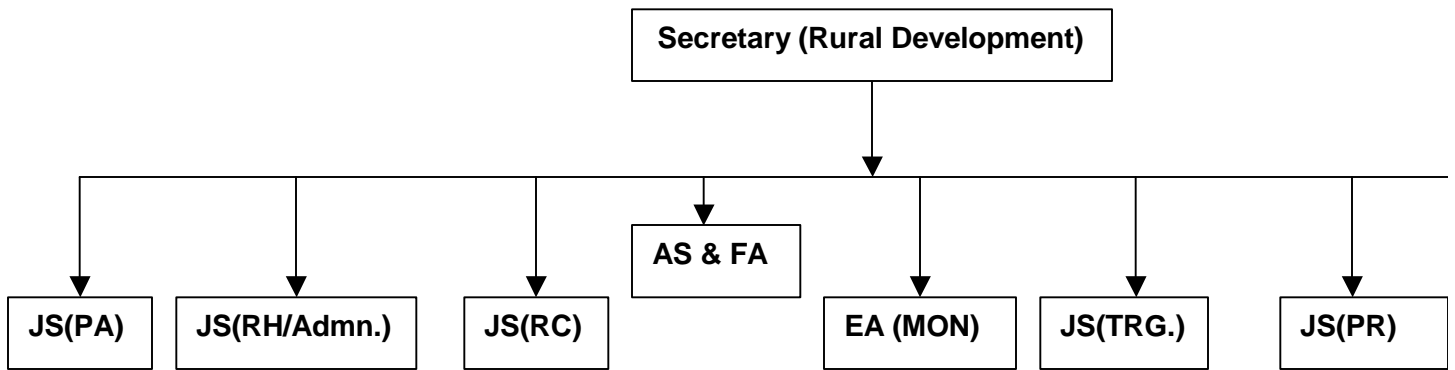 Secretary (Rural Development)
AS & FA
JS(PA)
JS(RH/Admn.)
JS(RC)
EA (MON)
JS(TRG.)
JS(PR)